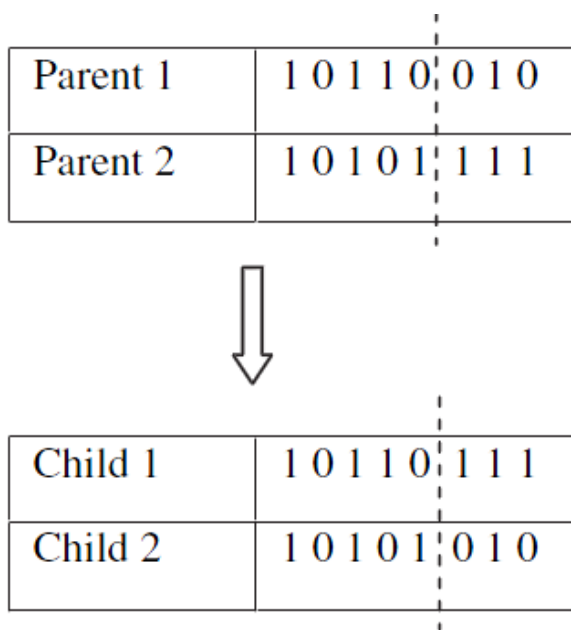 Parent 1 1 0 1 1 0 0 1 0
Parent 2 1 0 1 0 1 1 1 1
Child 1 1 0 1 1 0 1 1 1
Child 2 1 0 1 0 1 0 1 0